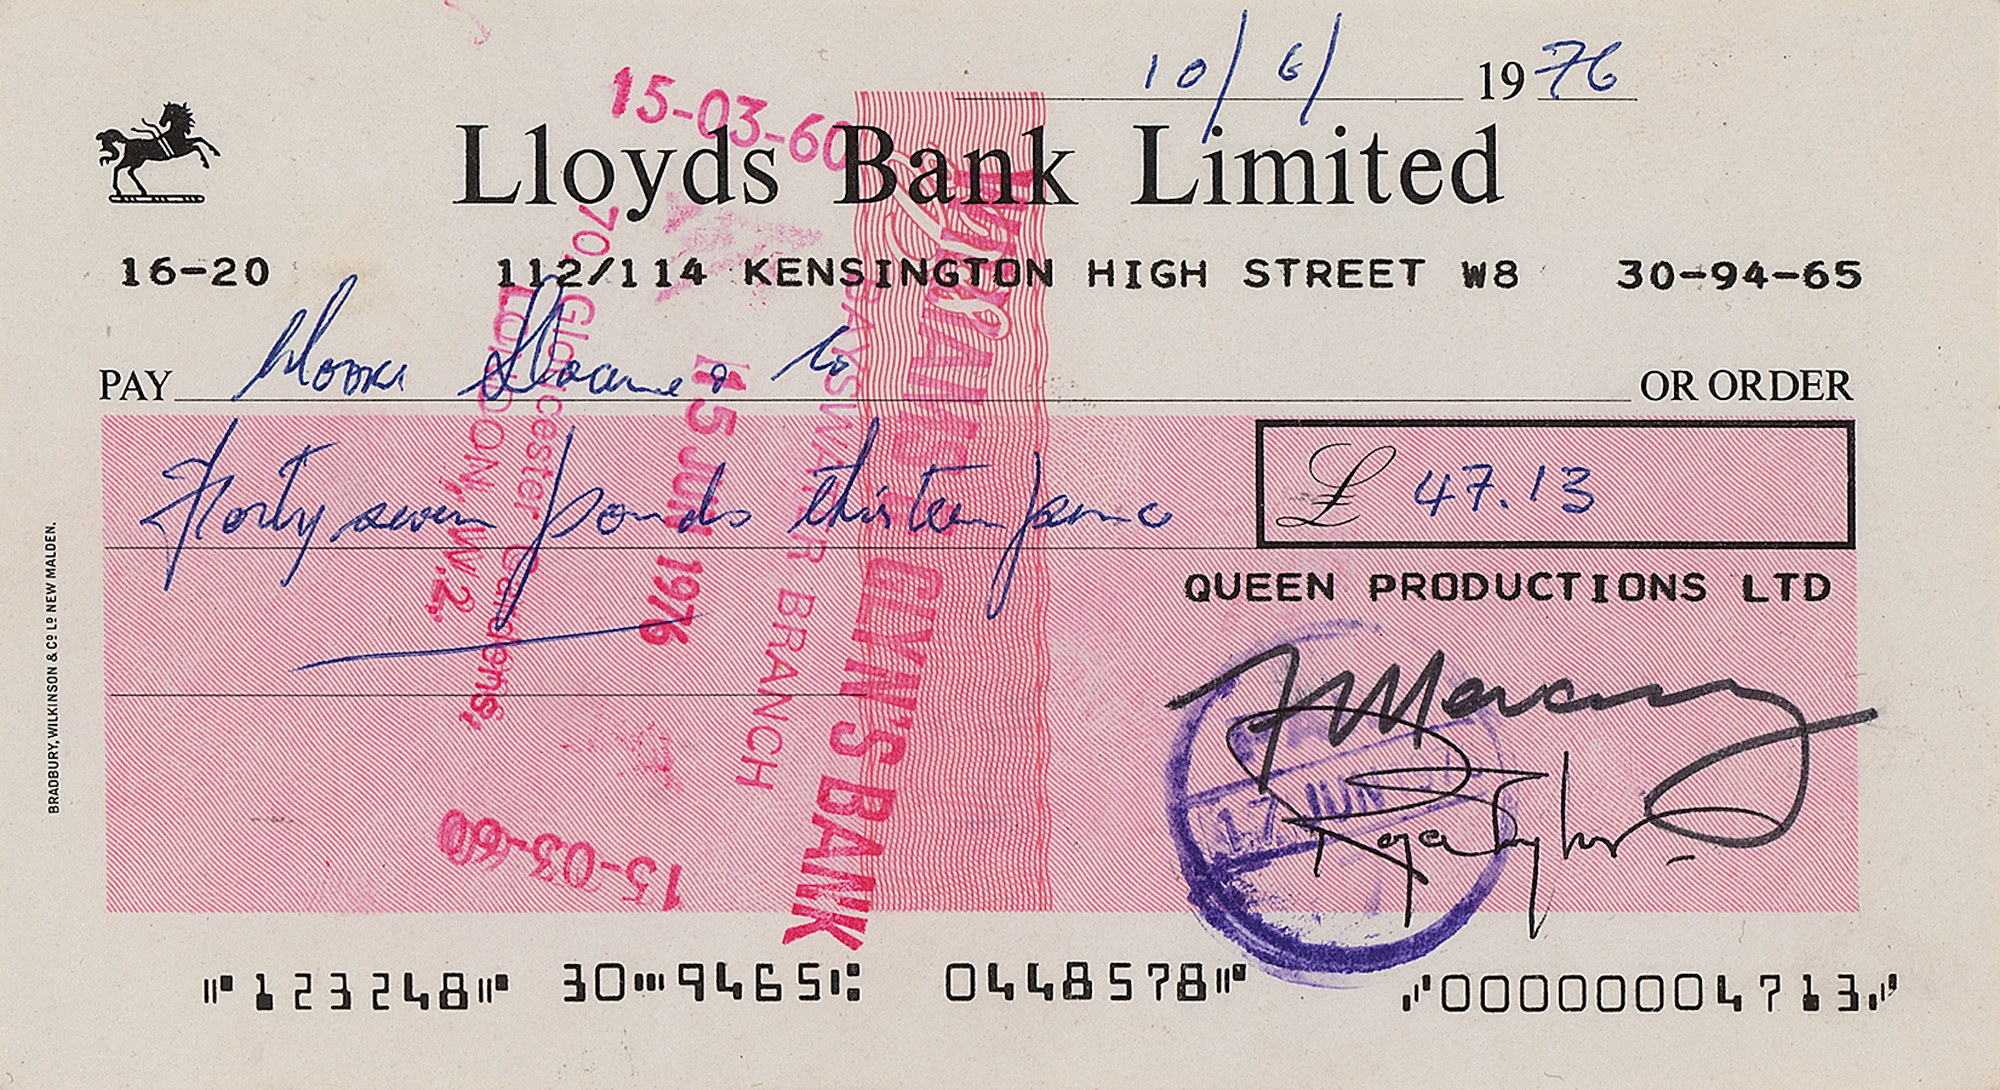 10/6/ 1976
15-03-60
Lloyds Bank Limited
16-20 112/114 KENSINGTON HIGH STREET W8 30-94-65
PAY Moore Sloane & Co OR ORDER
Forty seven pounds thirteen pence £ 47.13
QUEEN PRODUCTIONS LTD
F Mercury
Roger Taylor
WILLIAMS & GLYN'S BANK
BAYSWATER BRANCH
15 JUN 1976
70, Gloucester Gardens,
LONDON, W.2.
15-03-60
17 JUN
BRADBURY, WILKINSON & Co Ld NEW MALDEN.
⑈123248⑈ 30⑉9465⑆ 0448578⑈ ⑇0000004713⑇